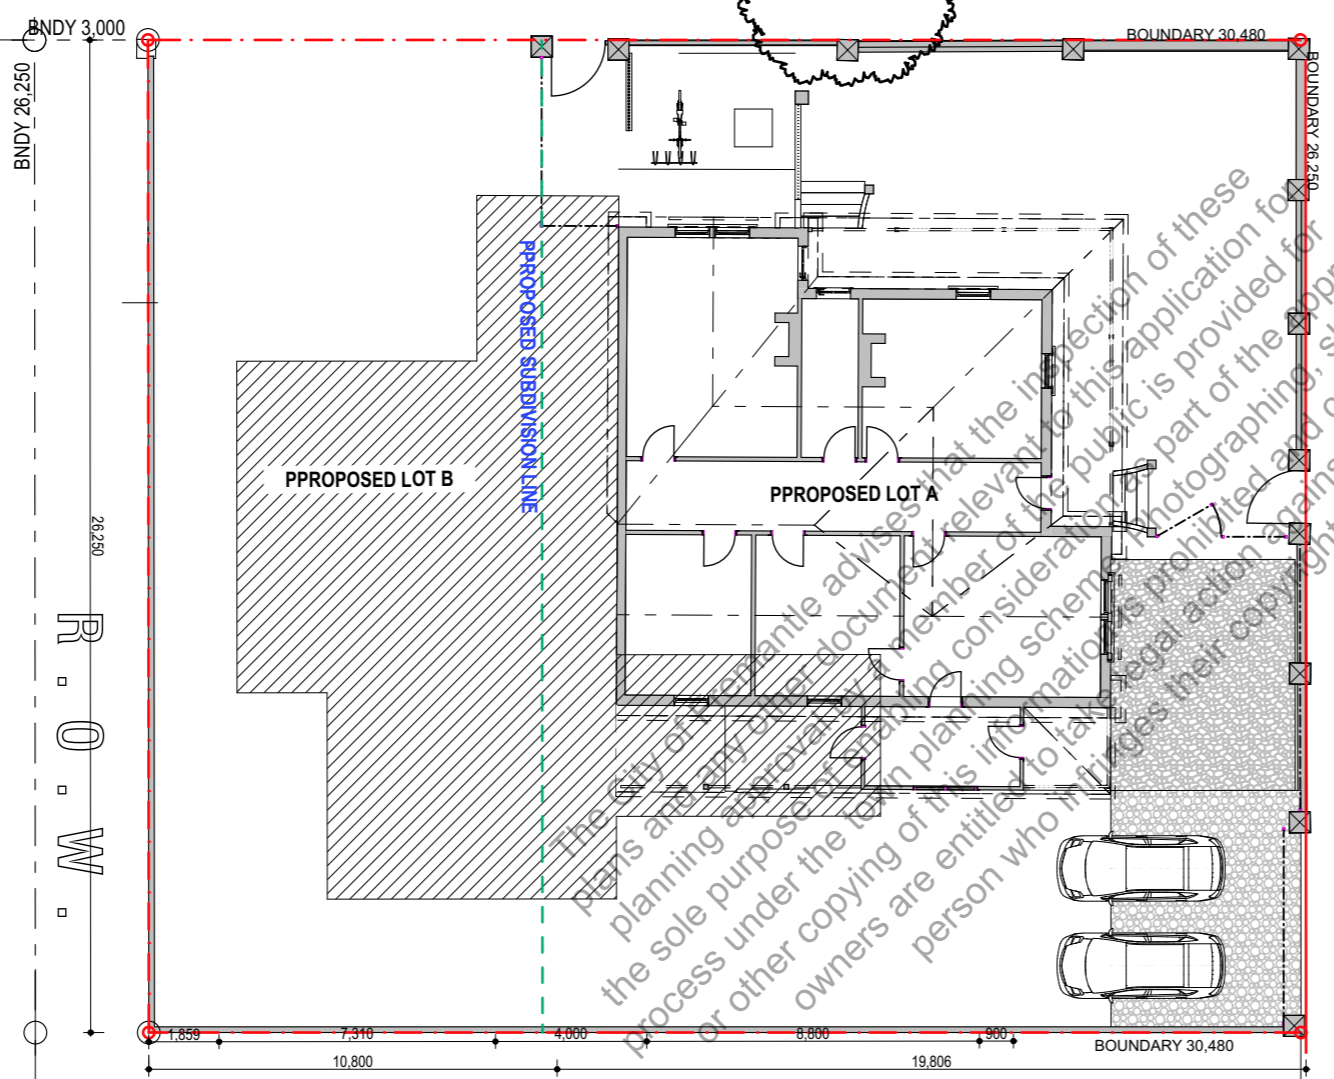 BNDY 3,000
BOUNDARY 30,480
BNDY 26,250
BOUNDARY 26,250
PPROPOSED SUBDIVISION LINE
PPROPOSED LOT B
PPROPOSED LOT A
26,250
R.O.W.
The City of Fremantle advises that the inspection of these
plans and any other document relevant to this application for
planning approval by a member of the public is provided for
the sole purpose of enabling consideration as part of the
process under the town planning scheme. Photographing,
or other copying of this information is prohibited and
owners are entitled to take legal action against
person who infringes their copyright
1,859
7,310
4,000
8,800
900
BOUNDARY 30,480
10,800
19,806